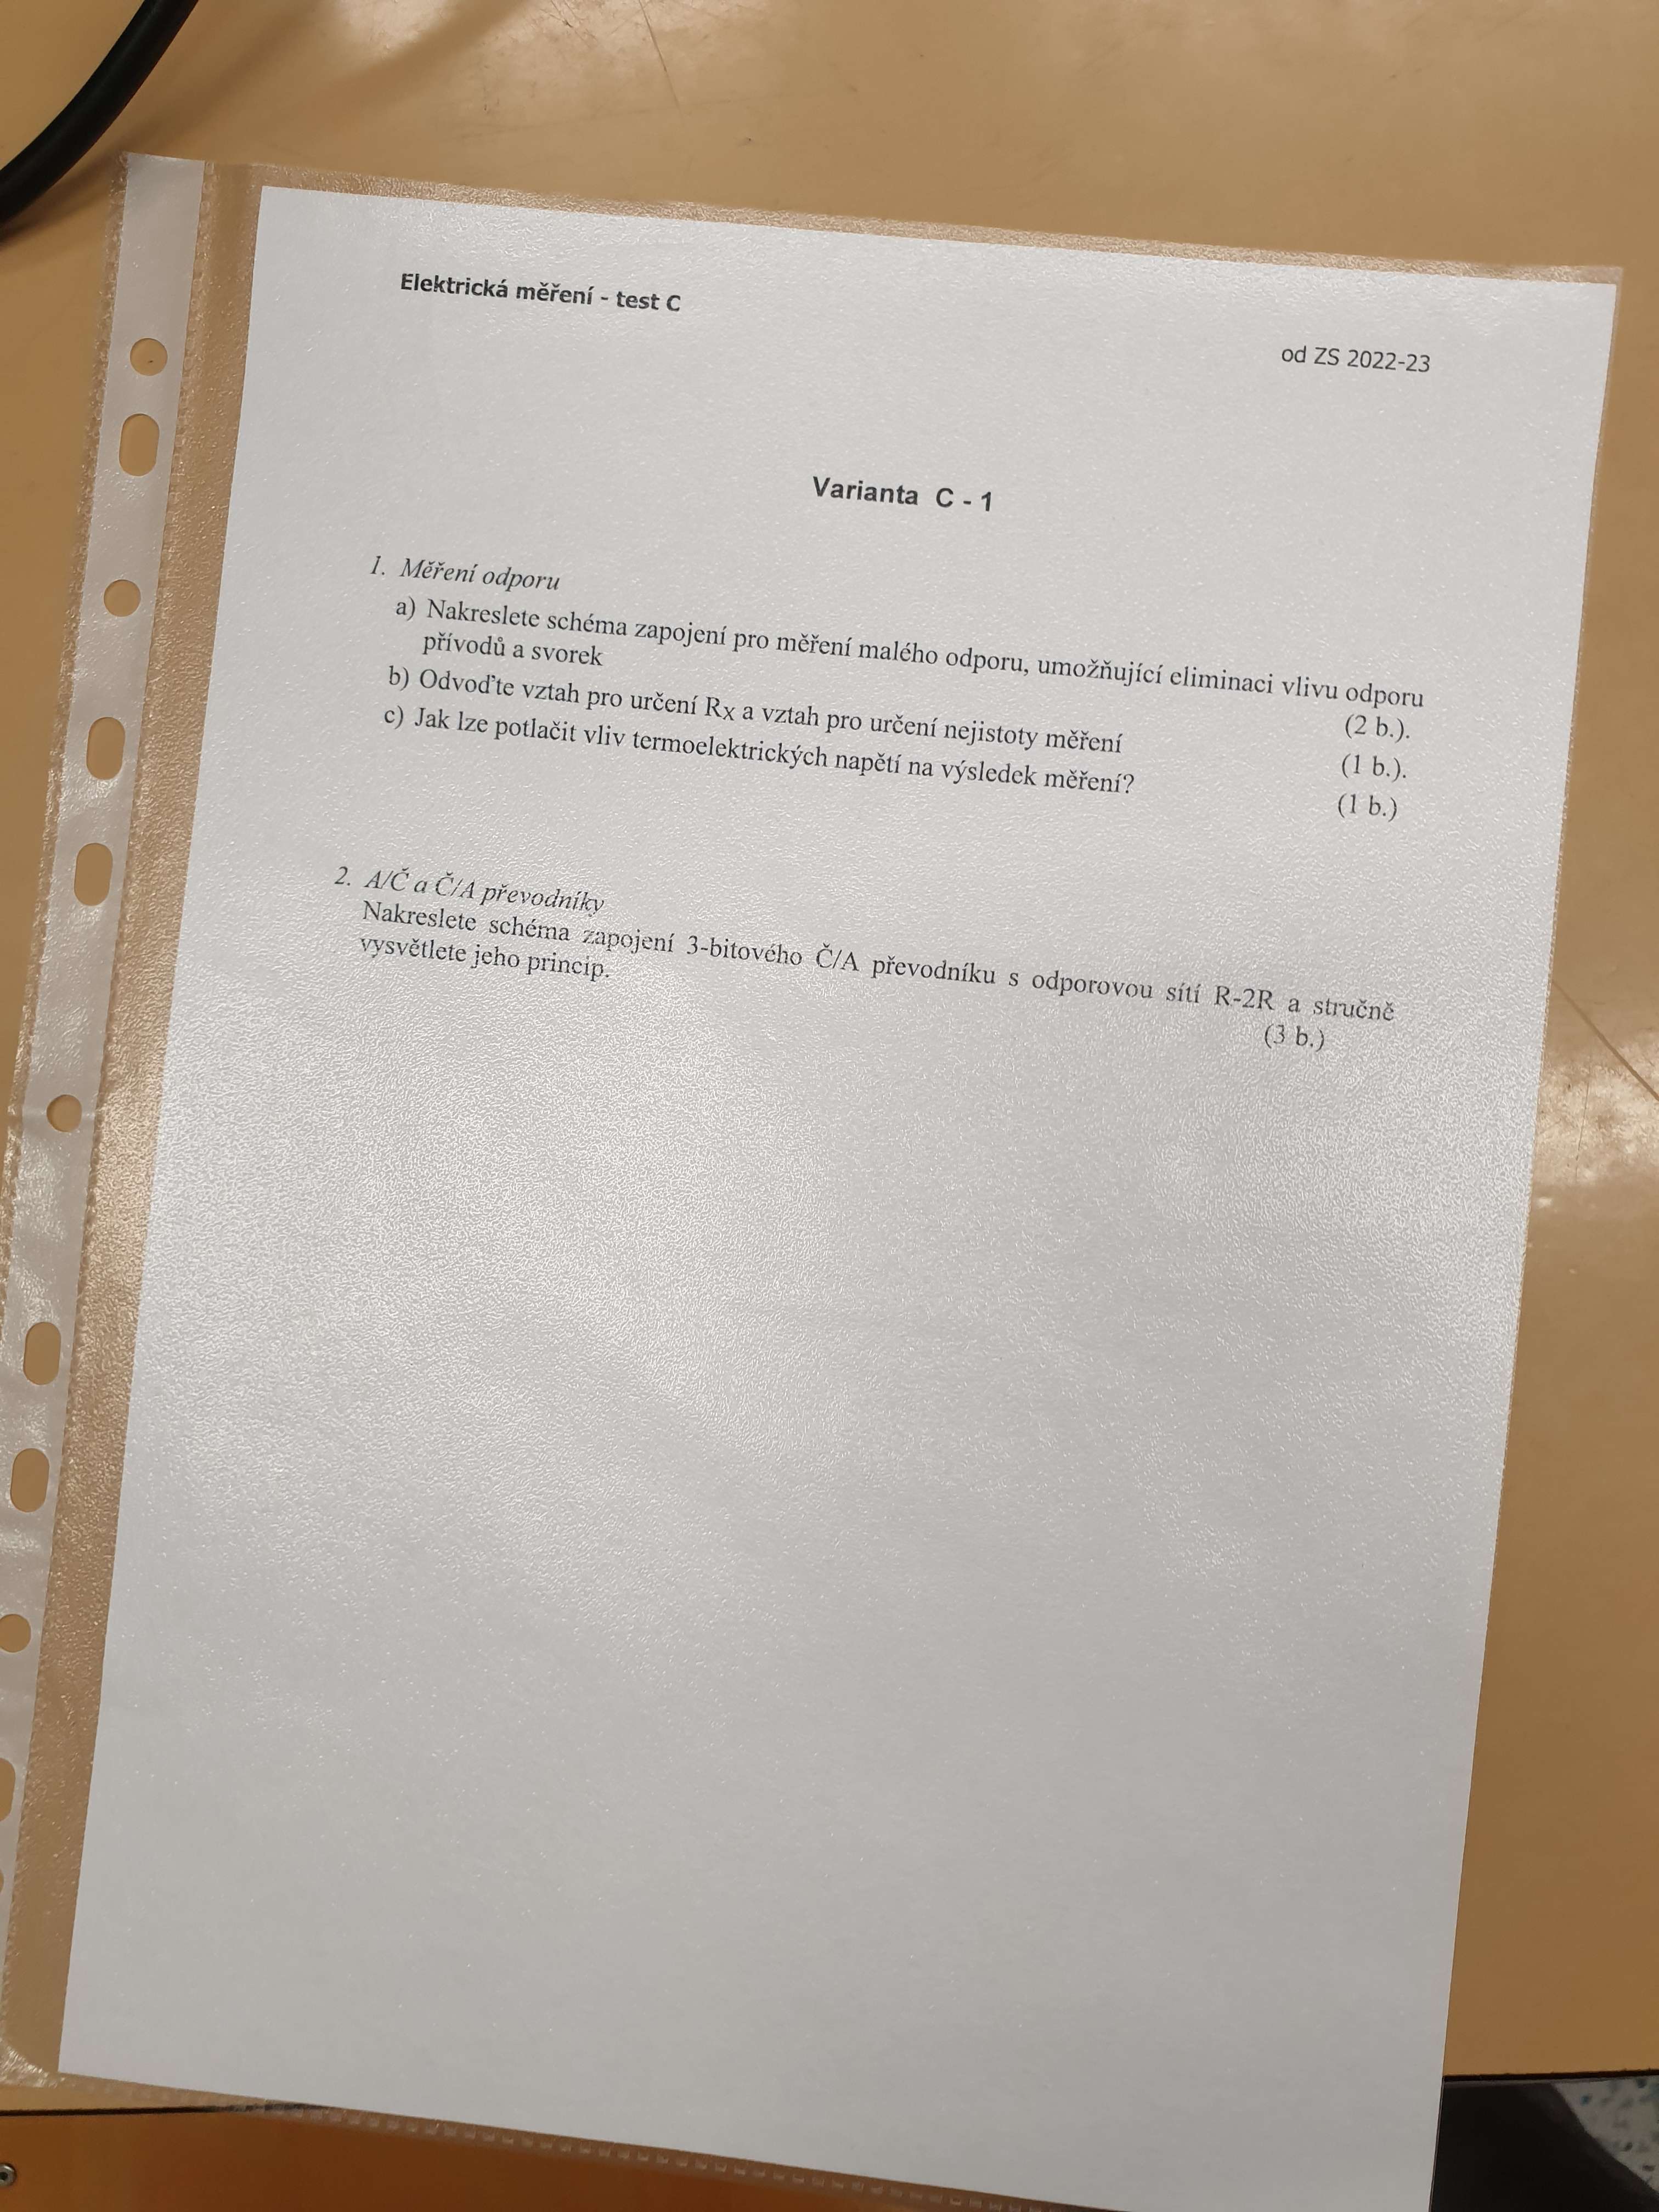 Elektrická měření - test C
od ZS 2022-23
Varianta C - 1
1. Měření odporu
a) Nakreslete schéma zapojení pro měření malého odporu, umožňující eliminaci vlivu odporu
přívodů a svorek (2 b.).
b) Odvoďte vztah pro určení RX a vztah pro určení nejistoty měření (1 b.).
c) Jak lze potlačit vliv termoelektrických napětí na výsledek měření? (1 b.)
2. A/Č a Č/A převodníky
Nakreslete schéma zapojení 3-bitového Č/A převodníku s odporovou sítí R-2R a stručně
vysvětlete jeho princip. (3 b.)